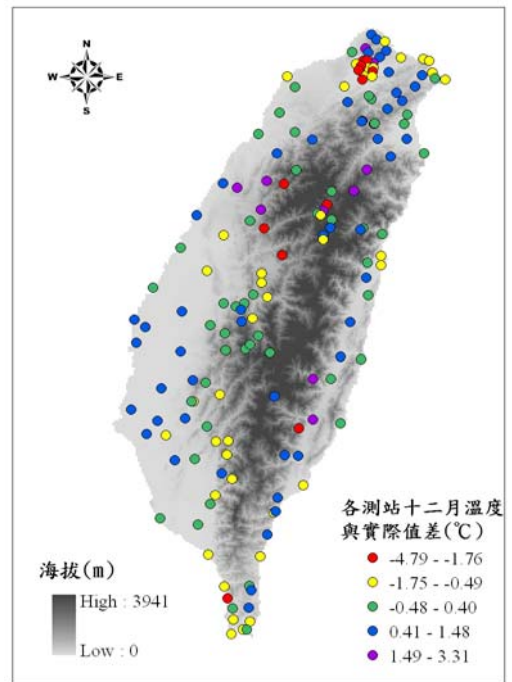 N
W E
S
各測站十二月溫度
與實際值差(℃)
-4.79 - -1.76
-1.75 - -0.49
-0.48 - 0.40
0.41 - 1.48
1.49 - 3.31
海拔(m)
High : 3941
Low : 0